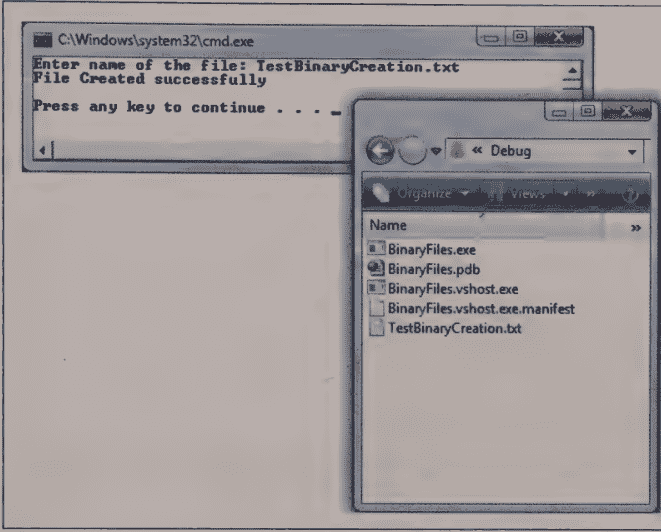 C:\Windows\system32\cmd.exe
Enter name of the file: TestBinaryCreation.txt
File Created successfully
Press any key to continue . . . _
« Debug
Organize Views »
Name »
BinaryFiles.exe
BinaryFiles.pdb
BinaryFiles.vshost.exe
BinaryFiles.vshost.exe.manifest
TestBinaryCreation.txt